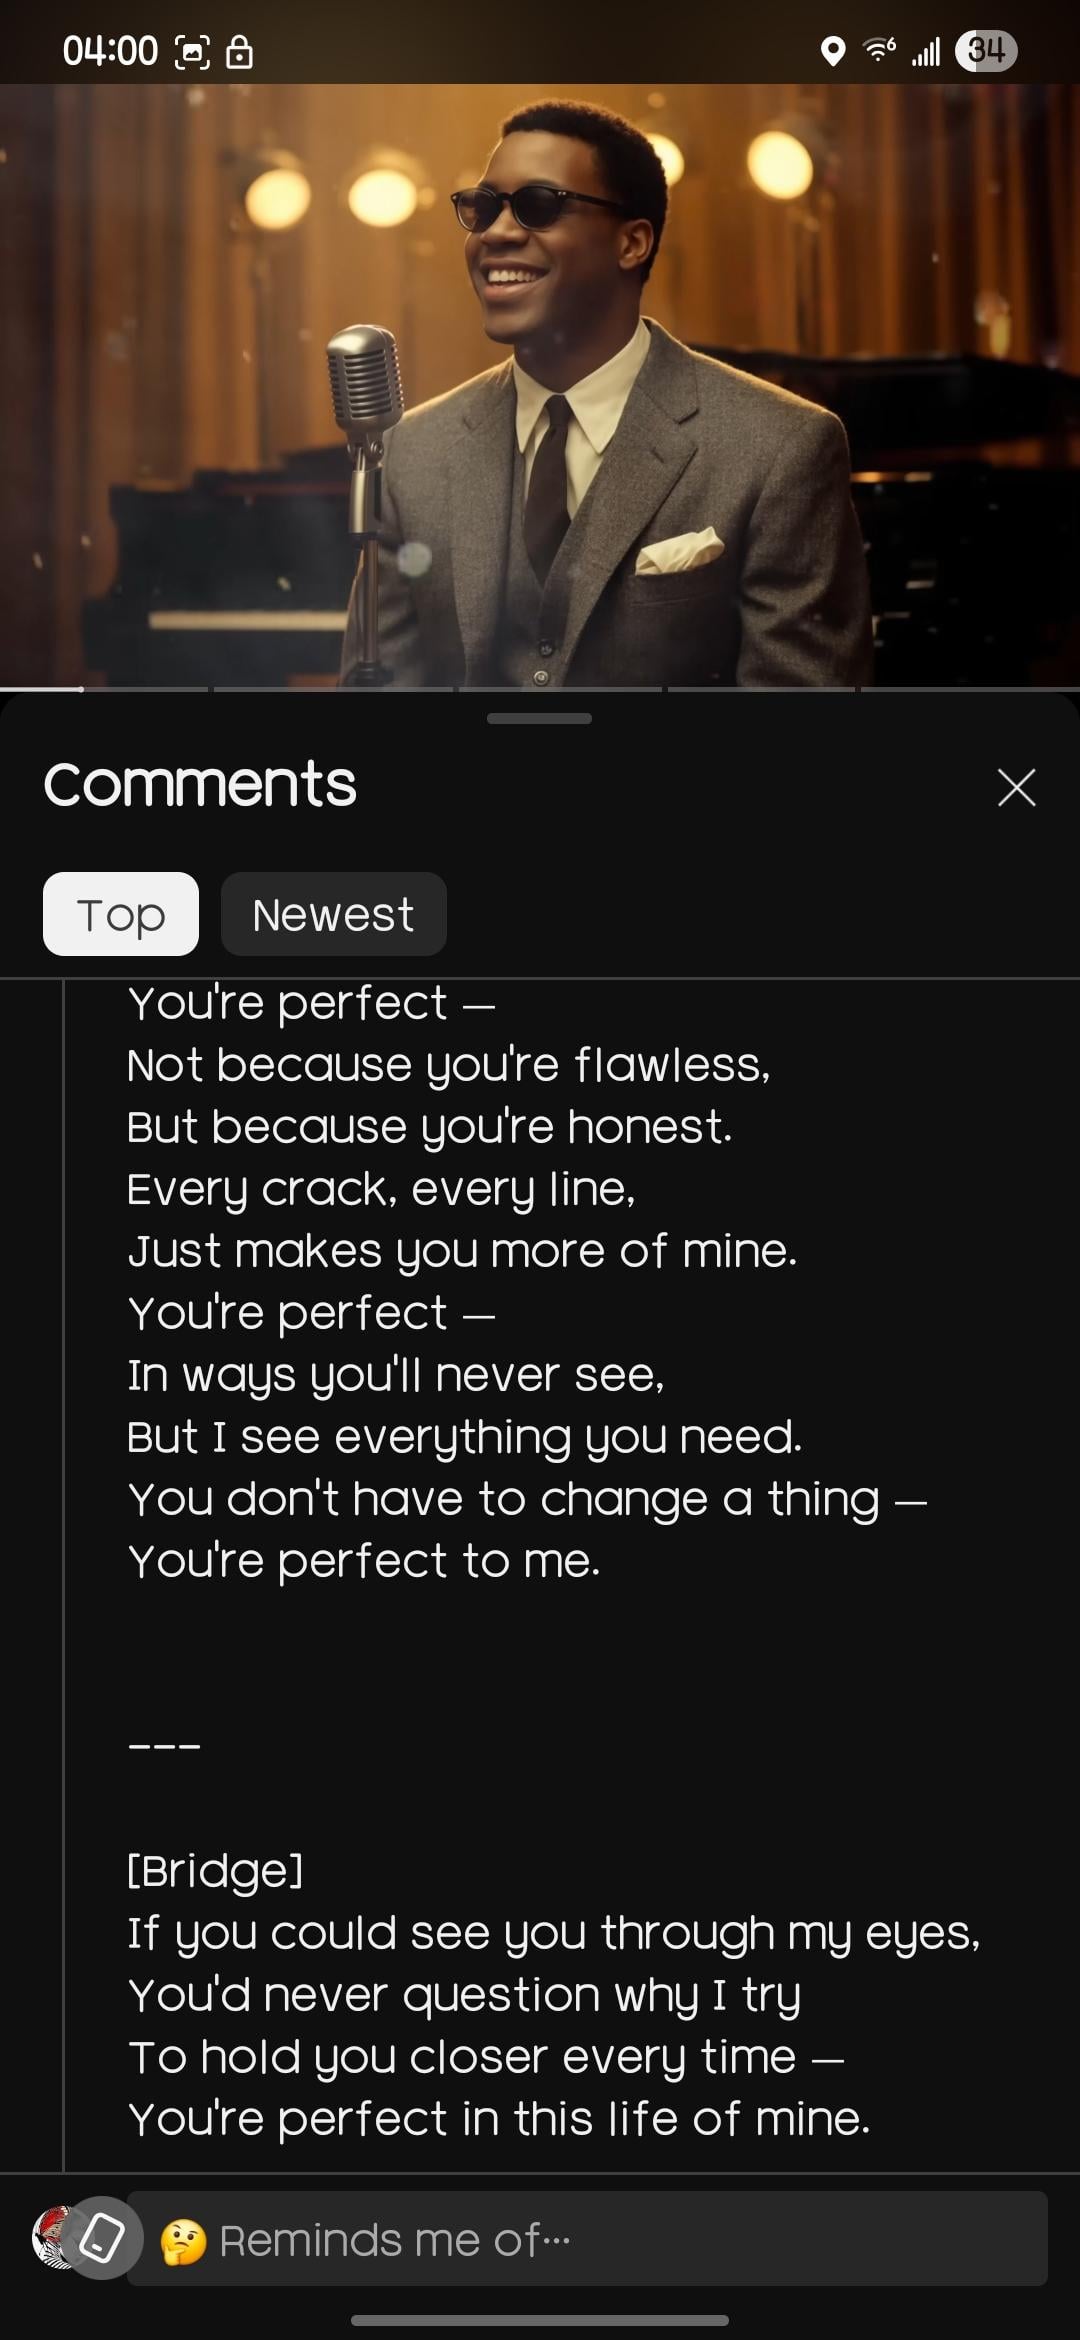 04:00
6
34
Comments
Top
Newest
You're perfect —
Not because you're flawless,
But because you're honest.
Every crack, every line,
Just makes you more of mine.
You're perfect —
In ways you'll never see,
But I see everything you need.
You don't have to change a thing —
You're perfect to me.
---
[Bridge]
If you could see you through my eyes,
You'd never question why I try
To hold you closer every time —
You're perfect in this life of mine.
🤔 Reminds me of...